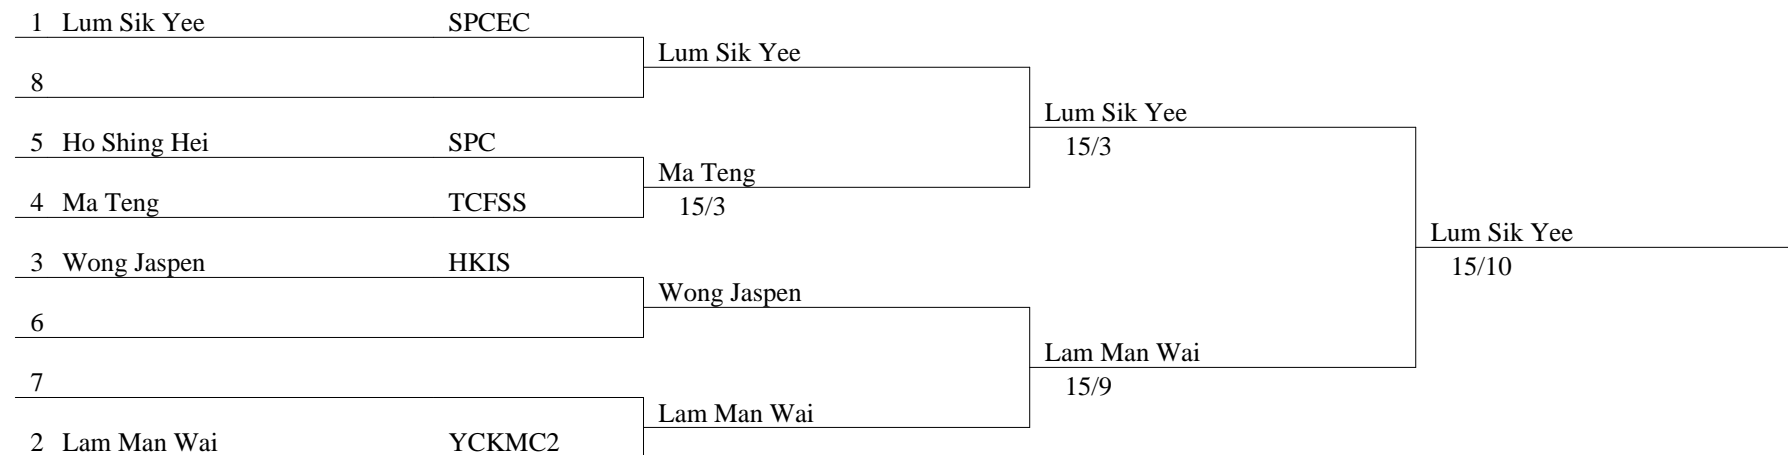 1 Lum Sik Yee SPCEC
Lum Sik Yee
8
Lum Sik Yee
15/3
5 Ho Shing Hei SPC
Ma Teng
15/3
4 Ma Teng TCFSS
Lum Sik Yee
15/10
3 Wong Jaspen HKIS
Wong Jaspen
6
Lam Man Wai
15/9
7
Lam Man Wai
2 Lam Man Wai YCKMC2